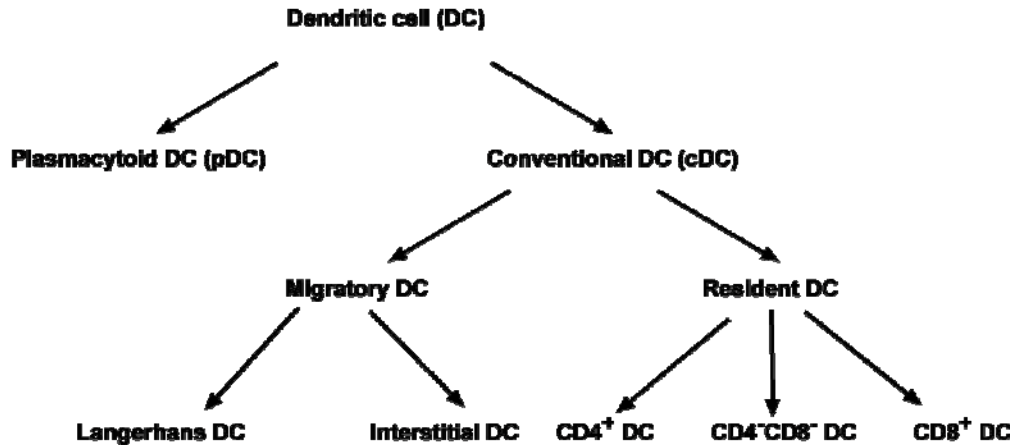 Dendritic cell (DC)
Plasmacytoid DC (pDC)
Conventional DC (cDC)
Migratory DC
Resident DC
Langerhans DC
Interstitial DC
CD4⁺ DC
CD4⁻CD8⁻ DC
CD8⁺ DC